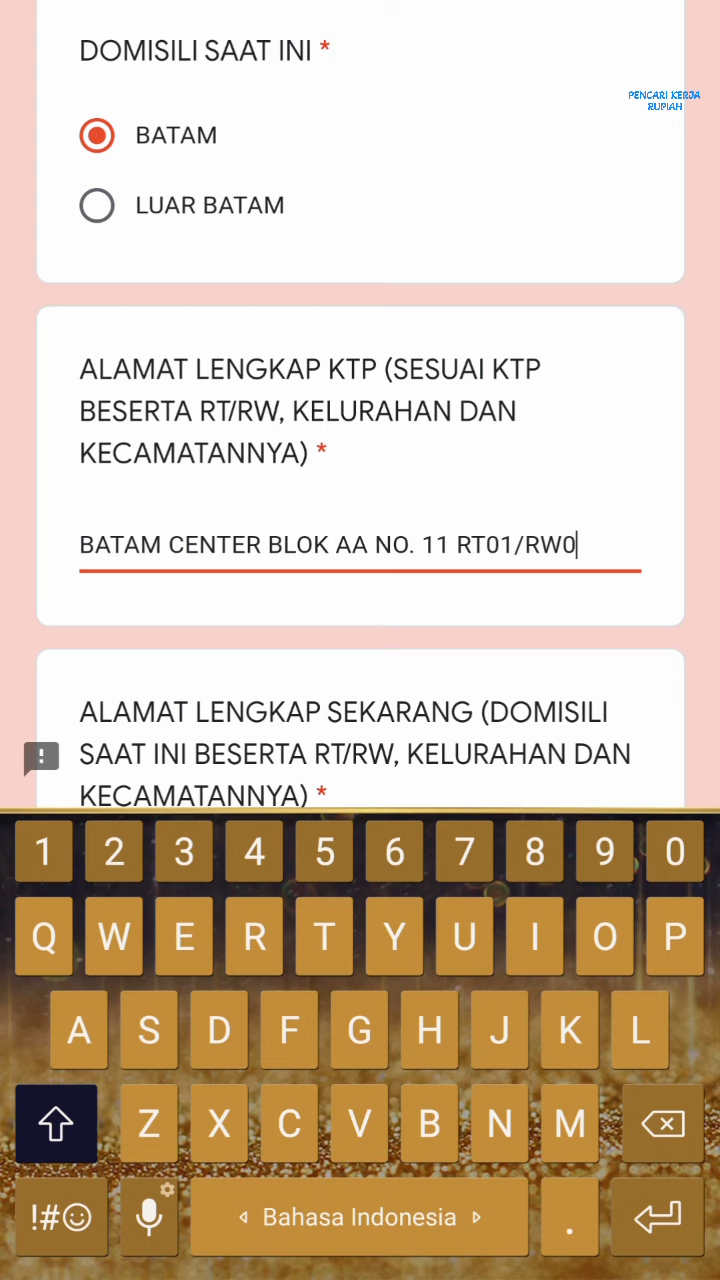 DOMISILI SAAT INI *
PENCARI KERJA
RUPIAH
BATAM
LUAR BATAM
ALAMAT LENGKAP KTP (SESUAI KTP
BESERTA RT/RW, KELURAHAN DAN
KECAMATANNYA) *
BATAM CENTER BLOK AA NO. 11 RT01/RW0
ALAMAT LENGKAP SEKARANG (DOMISILI
SAAT INI BESERTA RT/RW, KELURAHAN DAN
KECAMATANNYA) *
1 2 3 4 5 6 7 8 9 0
Q W E R T Y U I O P
A S D F G H J K L
Z X C V B N M
!#☺ Bahasa Indonesia .